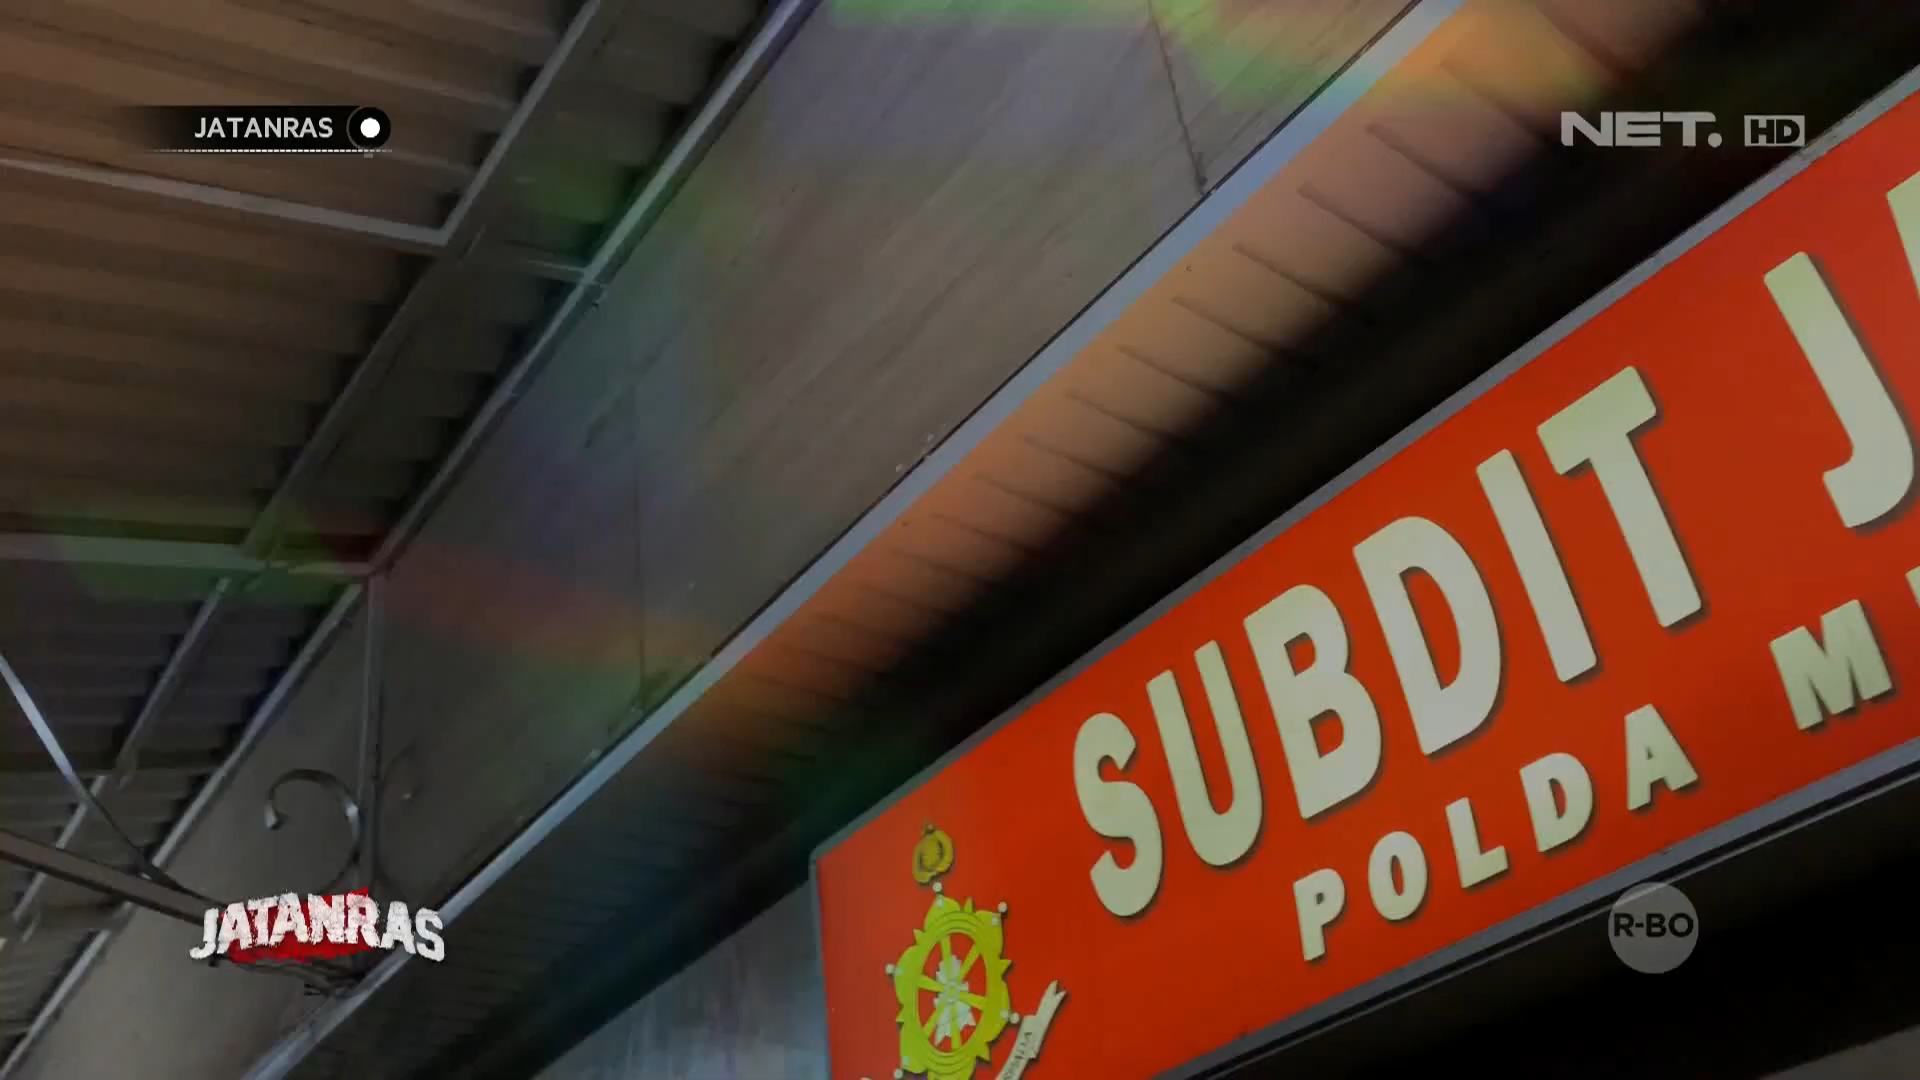 JATANRAS
NET. HD
SUBDIT J
POLDA M
JATANRAS
R-BO